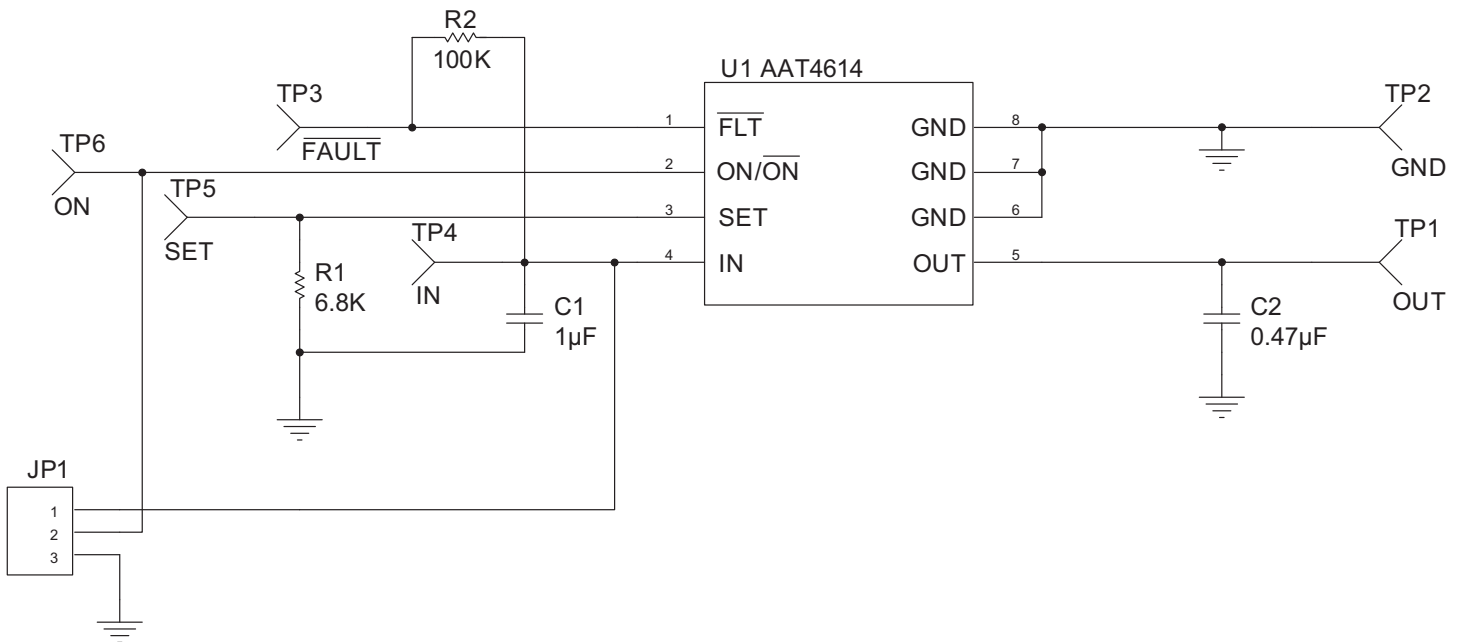 R2
100K
U1 AAT4614
TP3
FAULT
TP6
ON
TP5
SET
TP4
IN
R1
6.8K
C1
1µF
1 FLT
2 ON/ON
3 SET
4 IN
GND 8
GND 7
GND 6
OUT 5
TP2
GND
TP1
OUT
C2
0.47µF
JP1
1
2
3